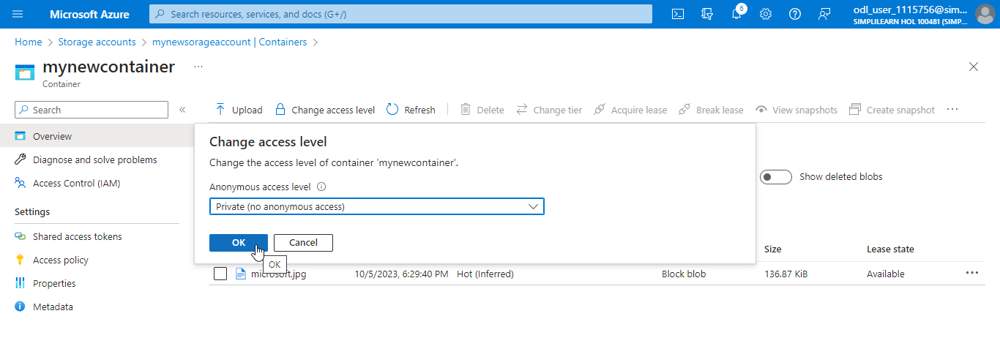 Microsoft Azure
Search resources, services, and docs (G+/)
6
odl_user_1115756@sim...
SIMPLILEARN HOL 100481 (SIMP...
Home > Storage accounts > mynewsorageaccount | Containers >
mynewcontainer ...
Container
Search «
Upload Change access level Refresh Delete Change tier Acquire lease Break lease View snapshots Create snapshot ...
Overview
Diagnose and solve problems
Access Control (IAM)
Settings
Shared access tokens
Access policy
Properties
Metadata
Change access level
Change the access level of container 'mynewcontainer'.
Anonymous access level
Private (no anonymous access)
OK Cancel
OK
Show deleted blobs
Size Lease state
microsoft.jpg 10/5/2023, 6:29:40 PM Hot (Inferred) Block blob 136.87 KiB Available ...